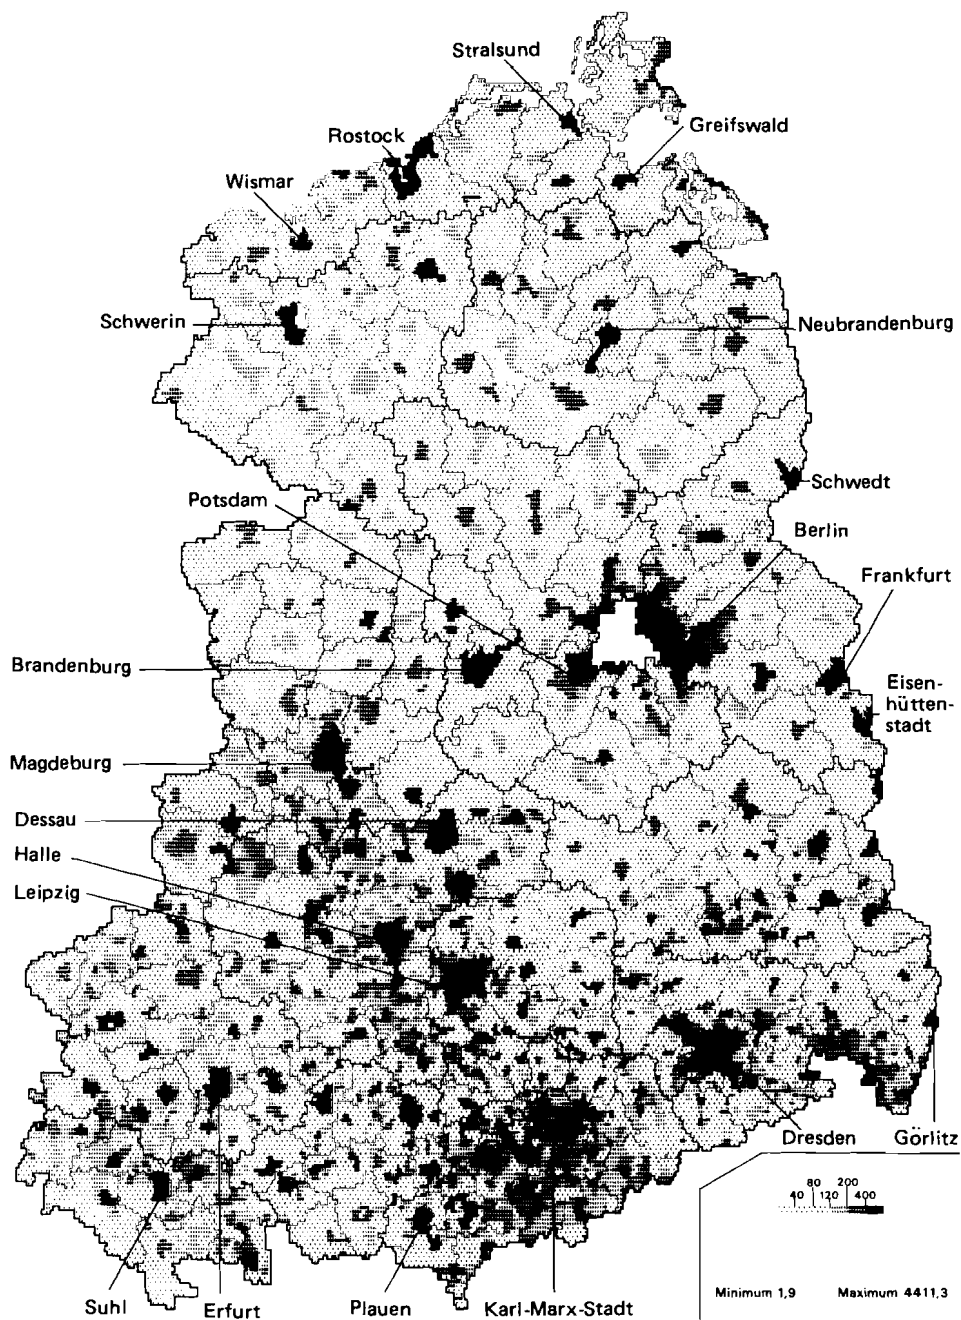 Stralsund
Greifswald
Rostock
Wismar
Schwerin
Neubrandenburg
Potsdam
Schwedt
Berlin
Frankfurt
Brandenburg
Eisen-
hütten-
stadt
Magdeburg
Dessau
Halle
Leipzig
Dresden
Görlitz
80 200
40 120 400
Minimum 1,9 Maximum 4411,3
Suhl
Erfurt
Plauen
Karl-Marx-Stadt